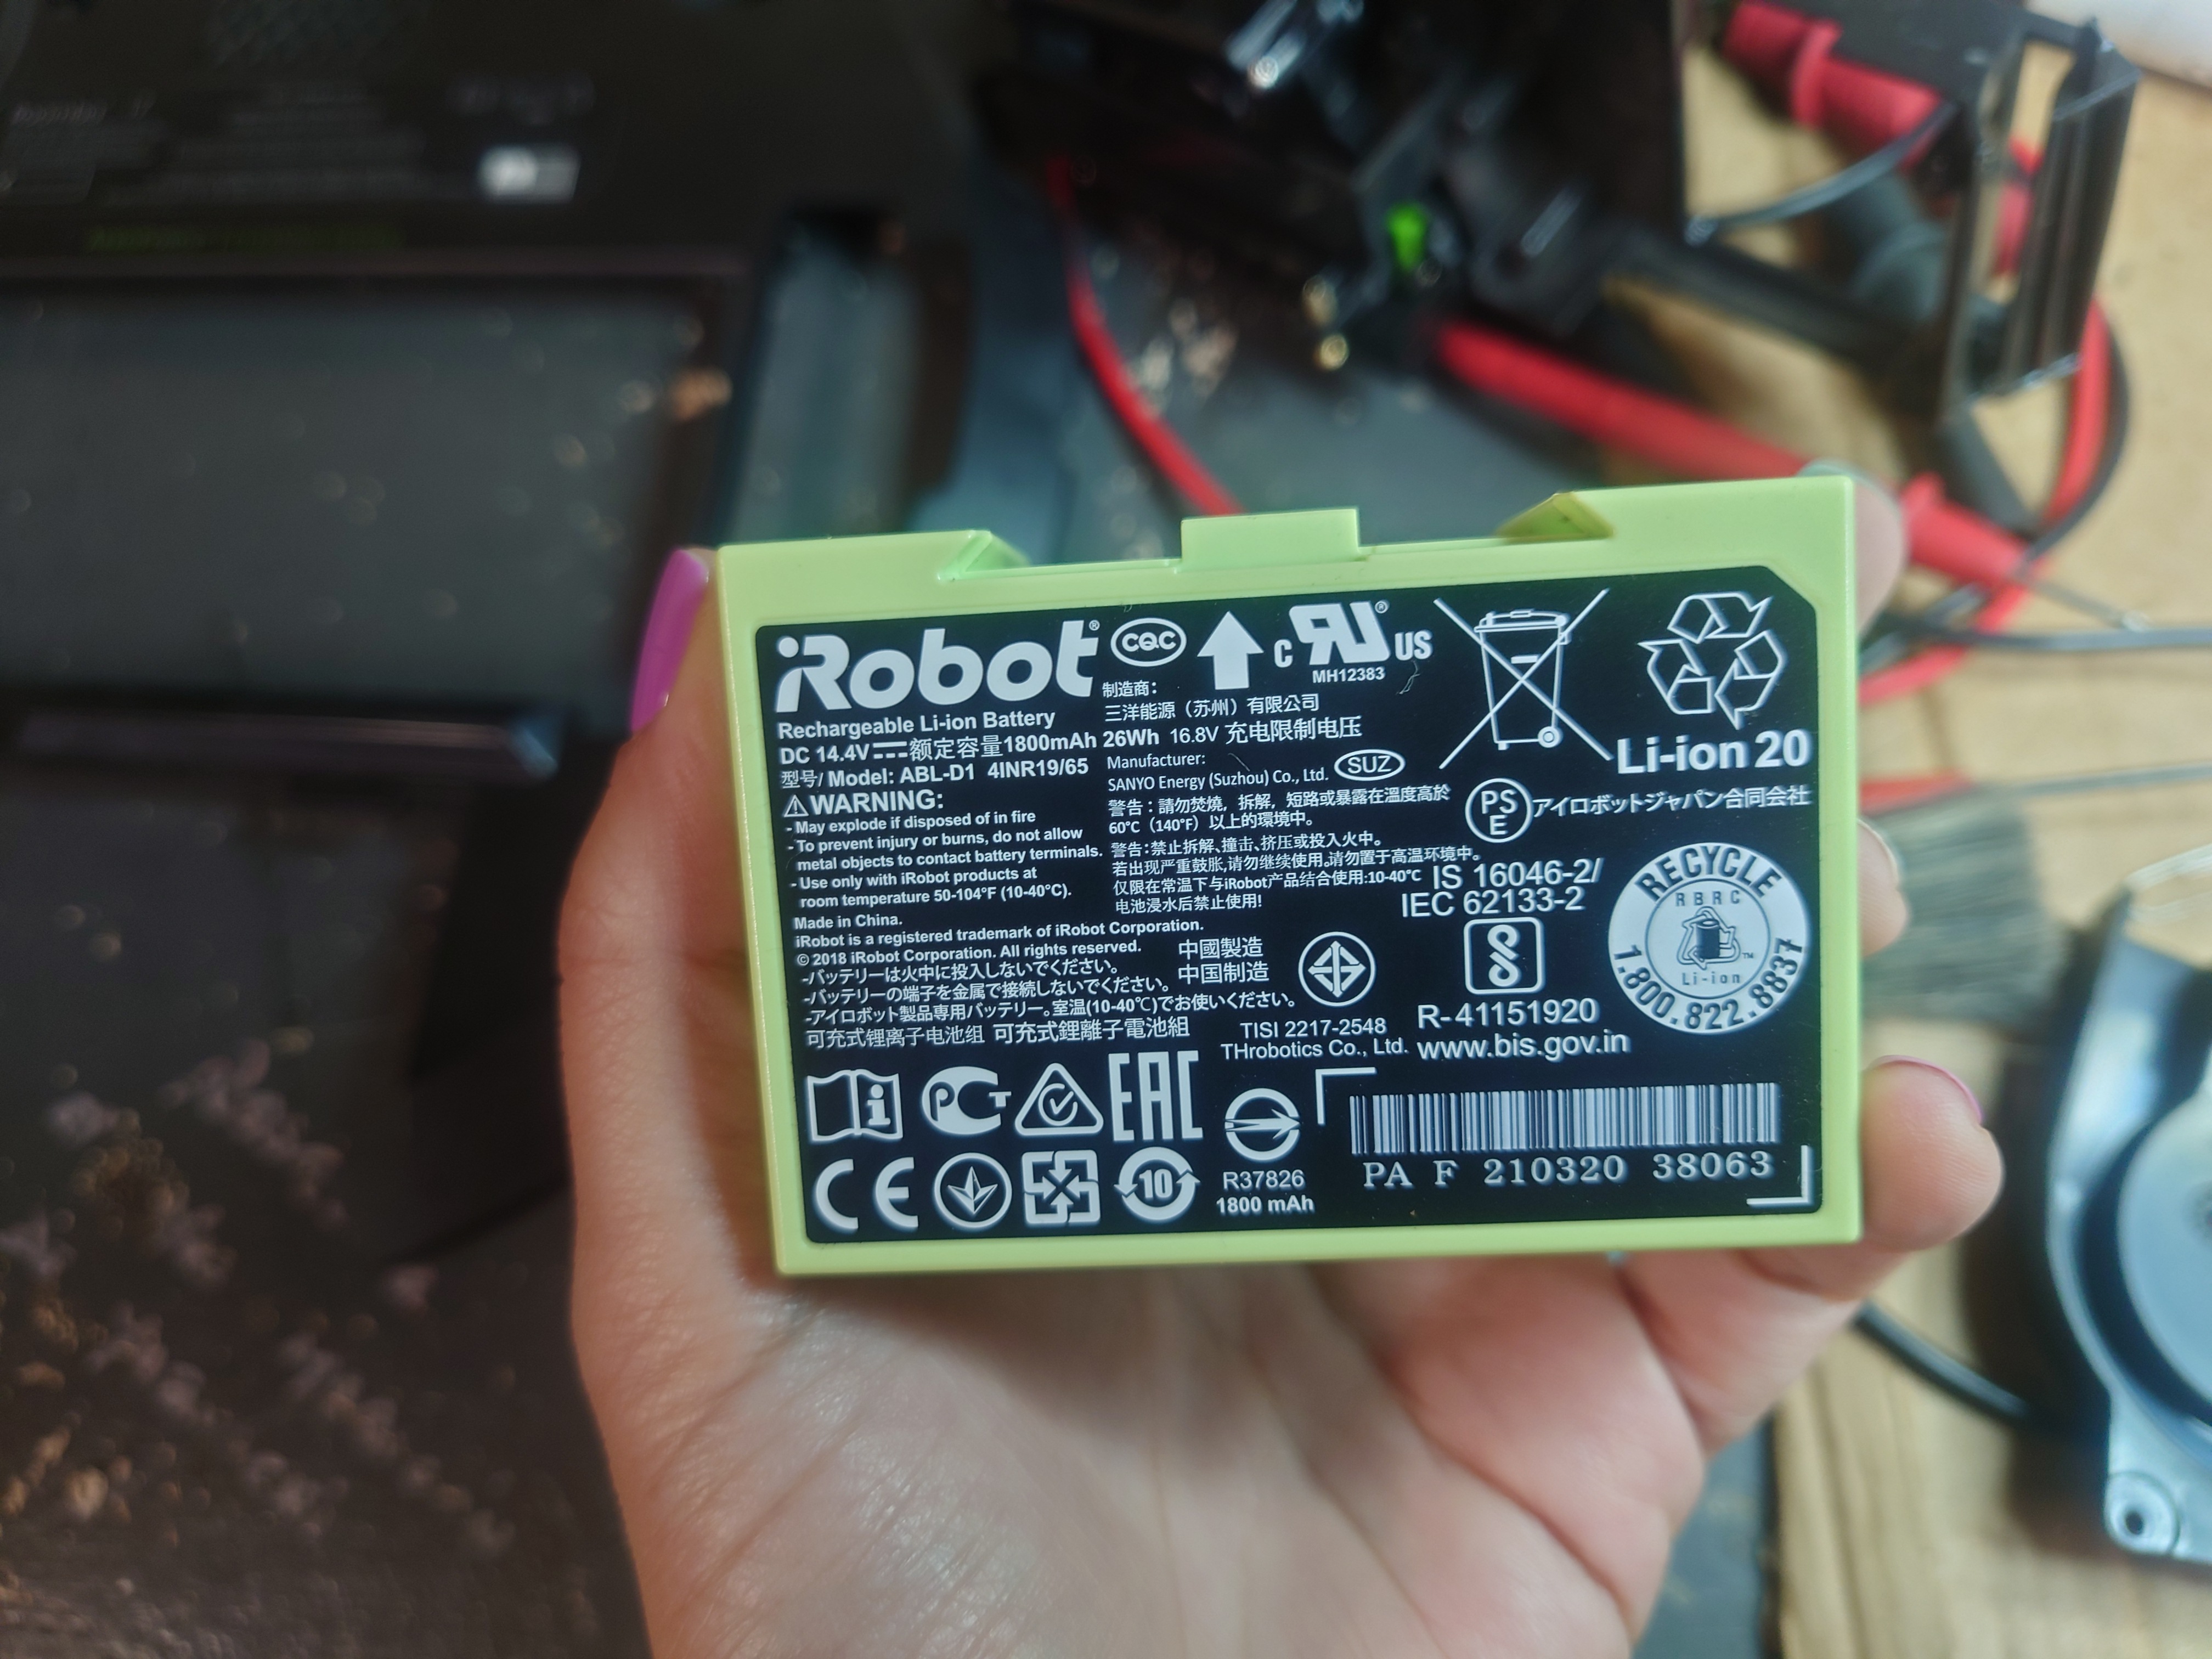 iRobot®
CQC
c RU® US
MH12383
Rechargeable Li-ion Battery
DC 14.4V 额定容量1800mAh 26Wh 16.8V 充电限制电压
型号/ Model: ABL-D1 4INR19/65
制造商:
三洋能源（苏州）有限公司
Manufacturer:
SANYO Energy (Suzhou) Co., Ltd. SUZ
Li-ion 20
WARNING:
- May explode if disposed of in fire
- To prevent injury or burns, do not allow
metal objects to contact battery terminals.
- Use only with iRobot products at
room temperature 50-104°F (10-40°C).
警告：請勿焚燒，拆解，短路或暴露在溫度高於
60°C（140°F）以上的環境中。
警告:禁止拆解、撞击、挤压或投入火中。
若出现严重鼓胀,请勿继续使用,请勿置于高温环境中。
仅限在常温下与iRobot产品结合使用:10-40°C
电池浸水后禁止使用!
PS
E
アイロボットジャパン合同会社
IS 16046-2/
IEC 62133-2
RECYCLE
RBRC
Li-ion
TM
1.800.822.8837
Made in China.
iRobot is a registered trademark of iRobot Corporation.
© 2018 iRobot Corporation. All rights reserved.
中國製造
中国制造
-バッテリーは火中に投入しないでください。
-バッテリーの端子を金属で接続しないでください。
-アイロボット製品専用バッテリー。室温(10-40℃)でお使いください。
可充式锂离子电池组 可充式鋰離子電池組
TISI 2217-2548
THrobotics Co., Ltd.
R-41151920
www.bis.gov.in
i
РСТ
EAC
CE
10
R37826
1800 mAh
PA F 210320 38063